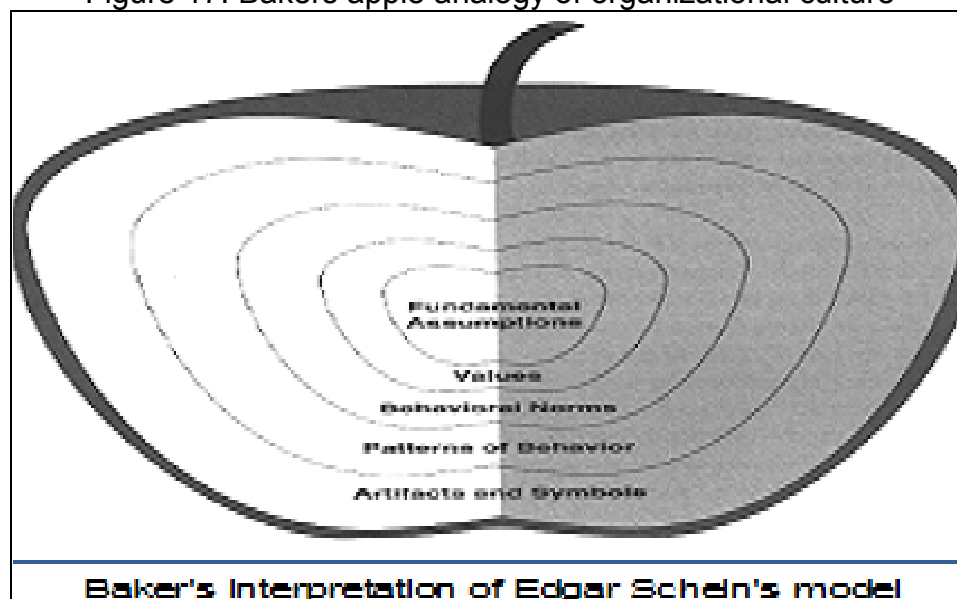 Figure 17: Bakers apple analogy of organizational culture
Fundamental
Assumptions
Values
Behavioral Norms
Patterns of Behavior
Artifacts and Symbols
Baker's Interpretation of Edgar Schein's model